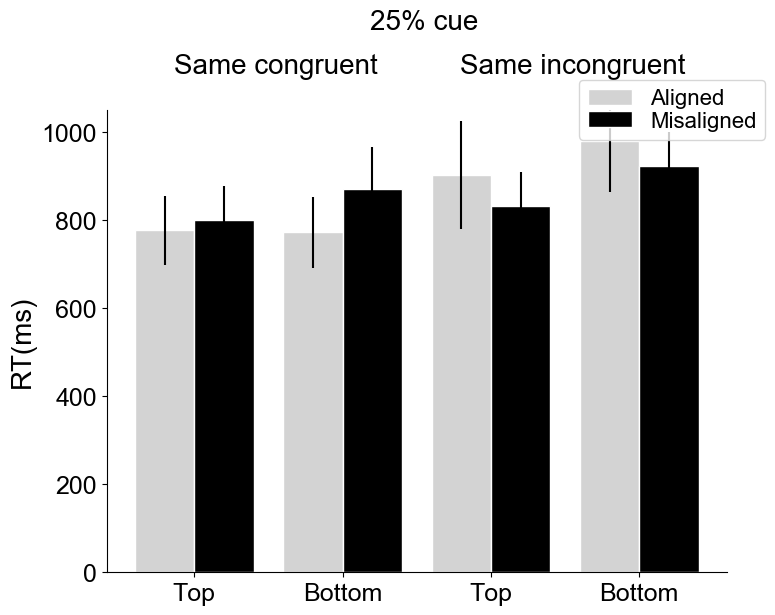 25% cue
Same congruent
Same incongruent
Aligned
Misaligned
1000
800
600
400
200
0
RT(ms)
Top
Bottom
Top
Bottom